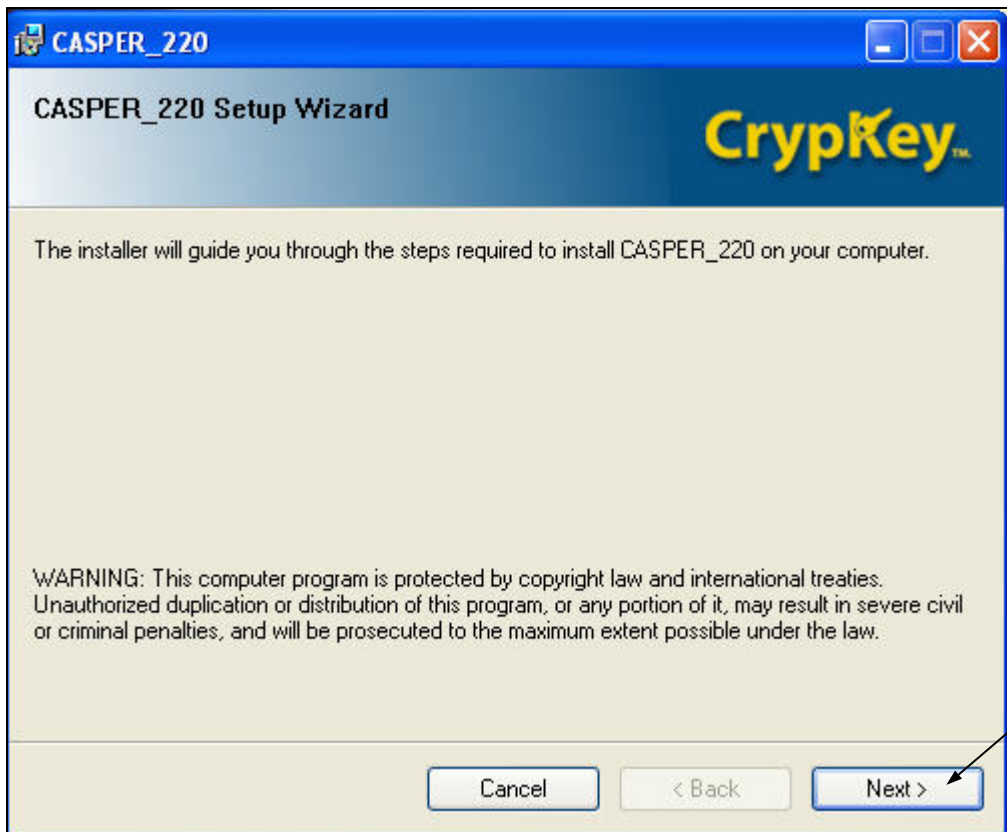 CASPER_220
CASPER_220 Setup Wizard
CrypKey™
The installer will guide you through the steps required to install CASPER_220 on your computer.
WARNING: This computer program is protected by copyright law and international treaties.
Unauthorized duplication or distribution of this program, or any portion of it, may result in severe civil
or criminal penalties, and will be prosecuted to the maximum extent possible under the law.
Cancel
< Back
Next >